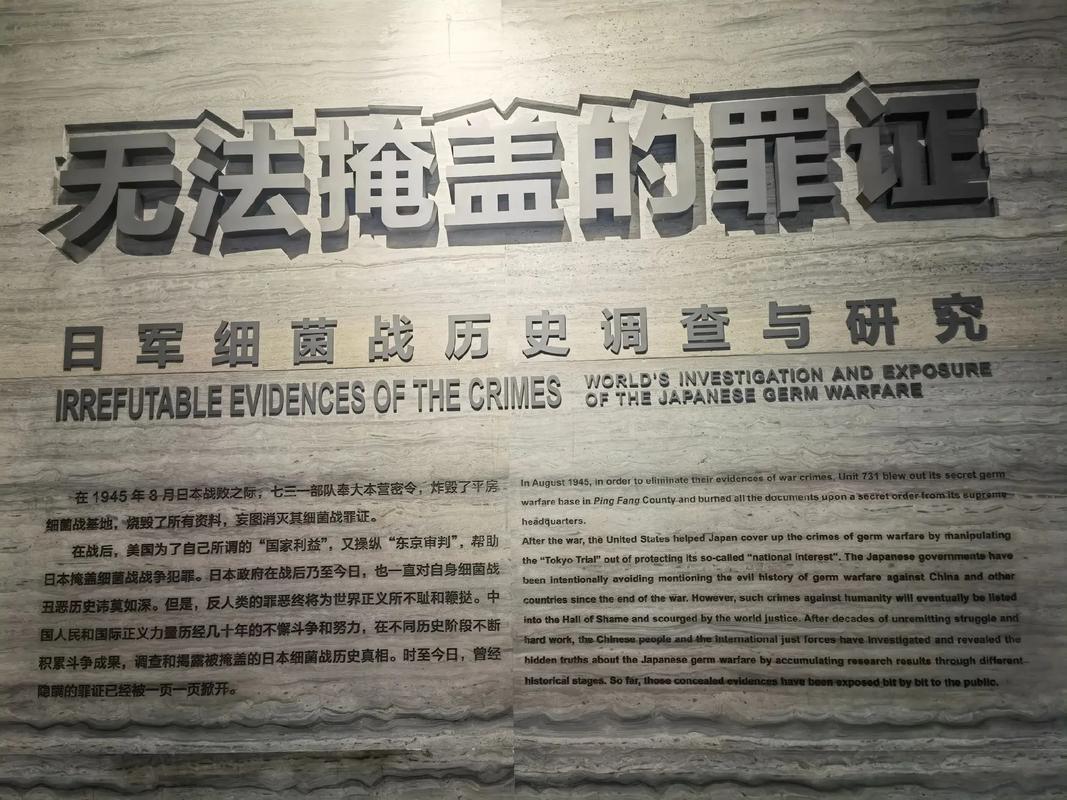 无法掩盖的罪证
日军细菌战历史调查与研究
IRREFUTABLE EVIDENCES OF THE CRIMES
WORLD'S INVESTIGATION AND EXPOSURE
OF THE JAPANESE GERM WARFARE
在1945年8月日本战败之际，七三一部队奉大本营密令，炸毁了平房
细菌战基地，烧毁了所有资料，妄图消灭其细菌战罪证。
在战后，美国为了自己所谓的“国家利益”，又操纵“东京审判”，帮助
日本掩盖细菌战战争犯罪。日本政府在战后乃至今日，也一直对自身细菌战
丑恶历史讳莫如深。但是，反人类的罪恶终将为世界正义所不耻和鞭挞。中
国人民和国际正义力量历经几十年的不懈斗争和努力，在不同历史阶段不断
积累斗争成果，调查和揭露被掩盖的日本细菌战历史真相。时至今日，曾经
隐瞒的罪证已经被一页一页掀开。
In August 1945, in order to eliminate their evidences of war crimes, Unit 731 blew out its secret germ
warfare base in Ping Fang County and burned all the documents upon a secret order from its supreme
headquarters.
After the war, the United States helped Japan cover up the crimes of germ warfare by manipulating
the “Tokyo Trial” out of protecting its so-called “national interest”. The Japanese governments have
been intentionally avoiding mentioning the evil history of germ warfare against China and other
countries since the end of the war. However, such crimes against humanity will eventually be listed
into the Hall of Shame and scourged by the world justice. After decades of unremitting struggle and
hard work, the Chinese people and the international just forces have investigated and revealed the
hidden truths about the Japanese germ warfare by accumulating research results through different
historical stages. So far, those concealed evidences have been exposed bit by bit to the public.